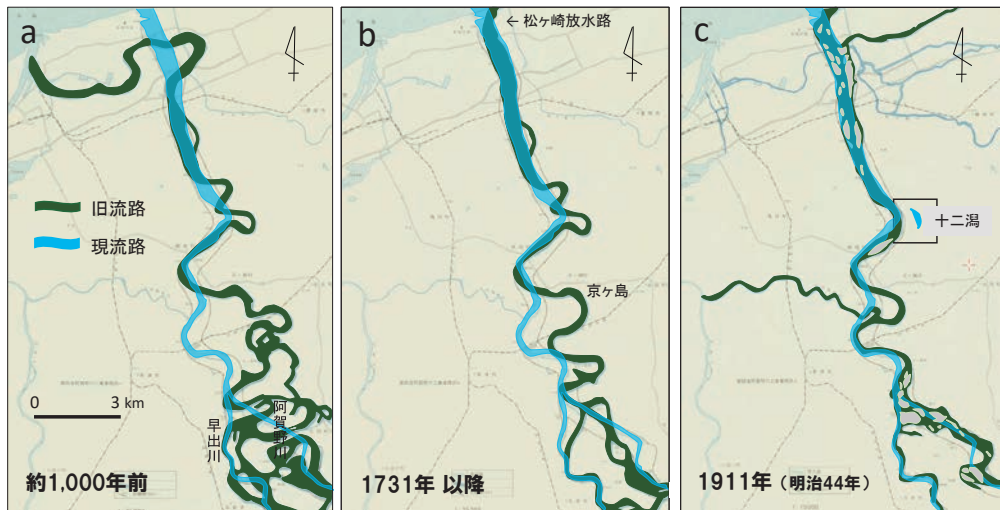 a
旧流路
現流路
0 3 km
早出川
阿賀野川
約1,000年前
b
← 松ヶ崎放水路
京ヶ島
1731年 以降
c
十二潟
1911年（明治44年）